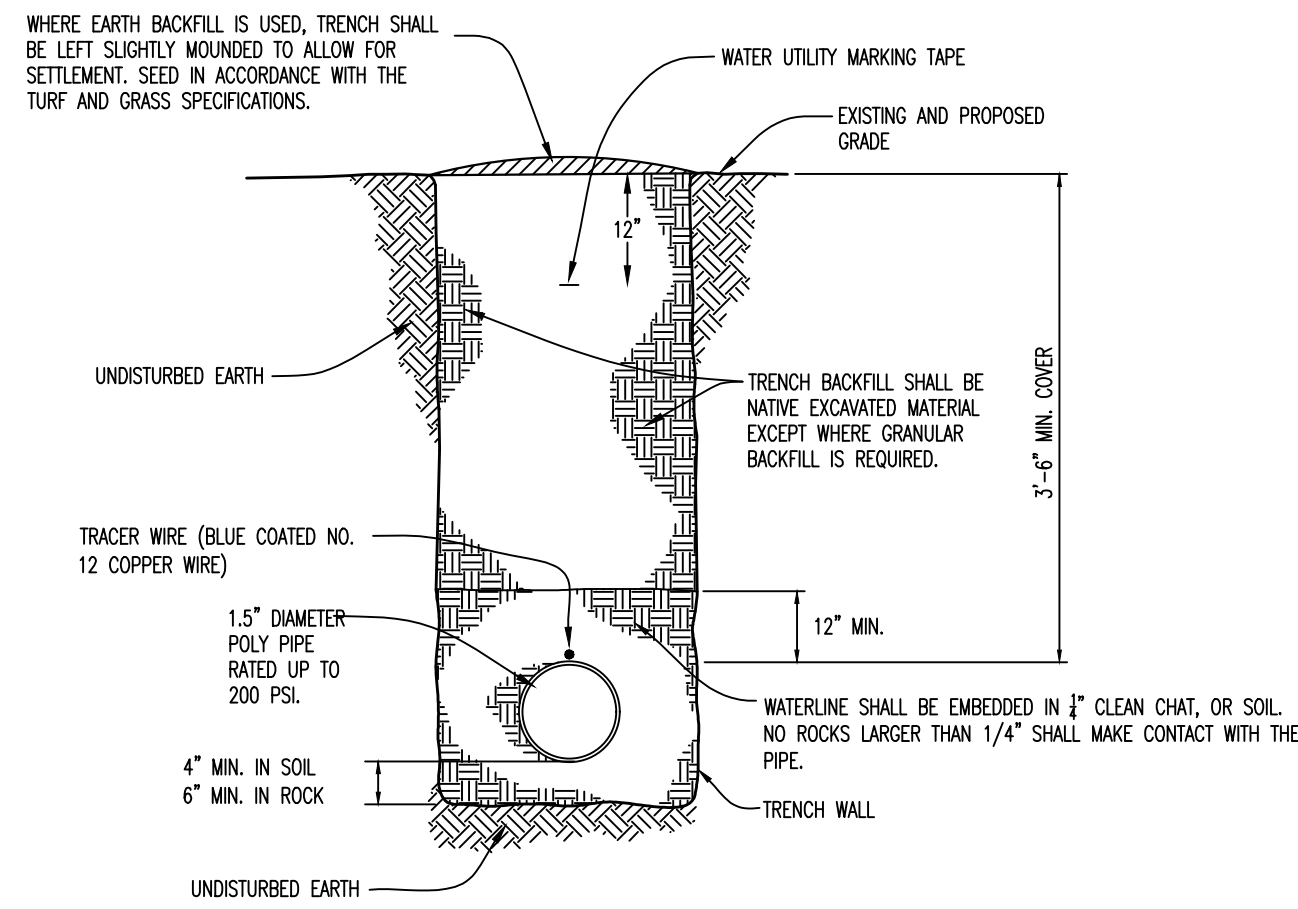 WHERE EARTH BACKFILL IS USED, TRENCH SHALL
BE LEFT SLIGHTLY MOUNDED TO ALLOW FOR
SETTLEMENT. SEED IN ACCORDANCE WITH THE
TURF AND GRASS SPECIFICATIONS.
WATER UTILITY MARKING TAPE
EXISTING AND PROPOSED
GRADE
12"
UNDISTURBED EARTH
TRENCH BACKFILL SHALL BE
NATIVE EXCAVATED MATERIAL
EXCEPT WHERE GRANULAR
BACKFILL IS REQUIRED.
3'-6" MIN. COVER
TRACER WIRE (BLUE COATED NO.
12 COPPER WIRE)
1.5" DIAMETER
POLY PIPE
RATED UP TO
200 PSI.
12" MIN.
WATERLINE SHALL BE EMBEDDED IN 1/4" CLEAN CHAT, OR SOIL.
NO ROCKS LARGER THAN 1/4" SHALL MAKE CONTACT WITH THE
PIPE.
4" MIN. IN SOIL
6" MIN. IN ROCK
TRENCH WALL
UNDISTURBED EARTH